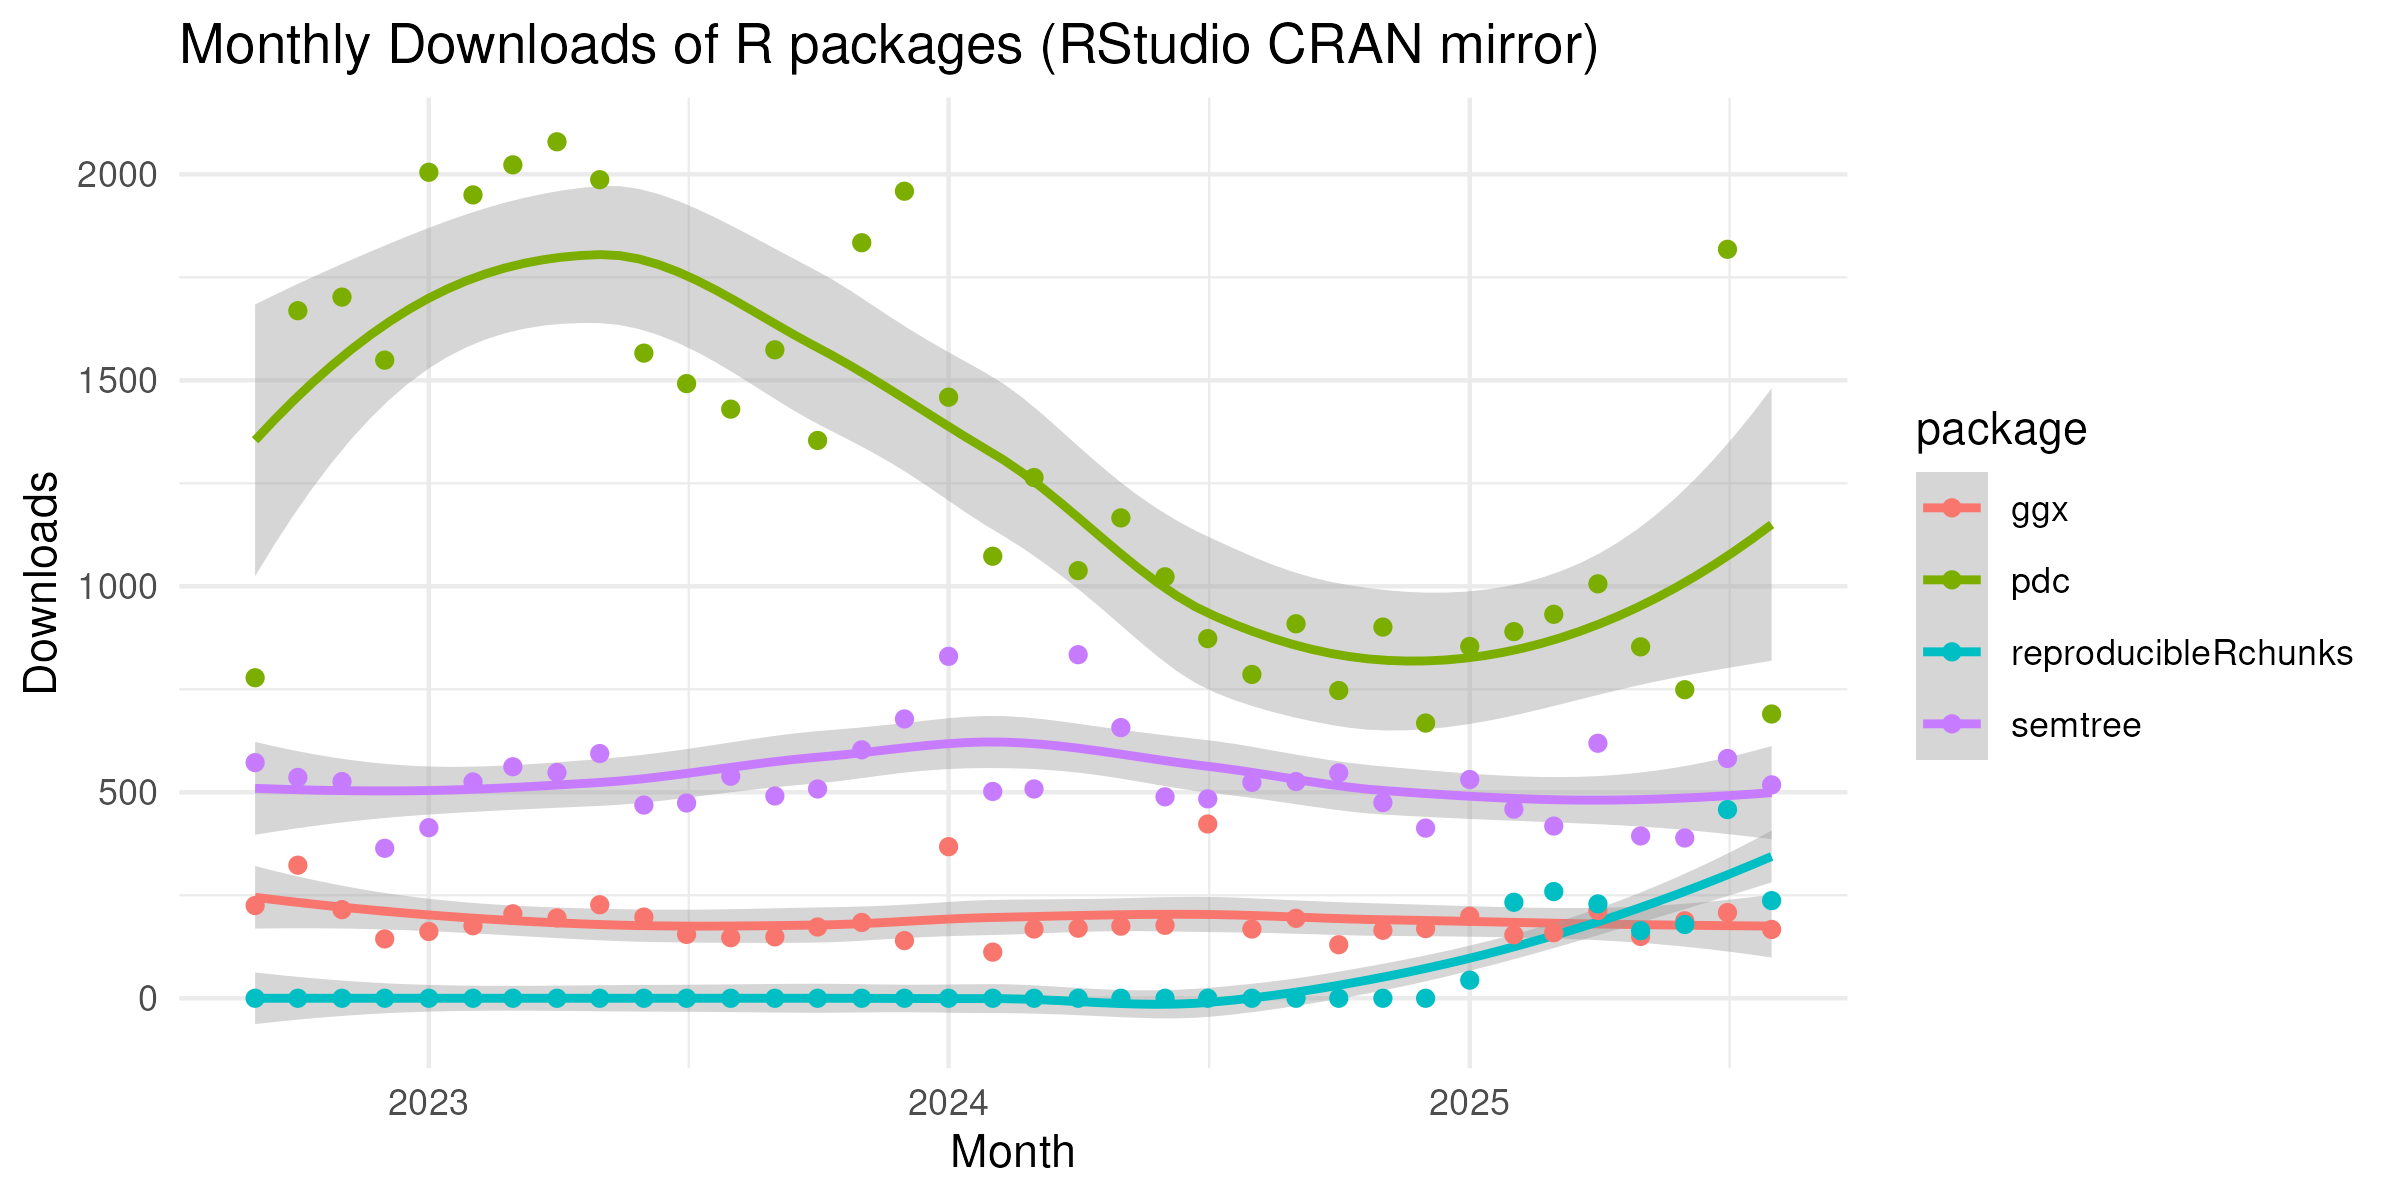 Monthly Downloads of R packages (RStudio CRAN mirror)
2000
1500
1000
500
0
Downloads
2023 2024 2025
Month
package
ggx
pdc
reproducibleRchunks
semtree